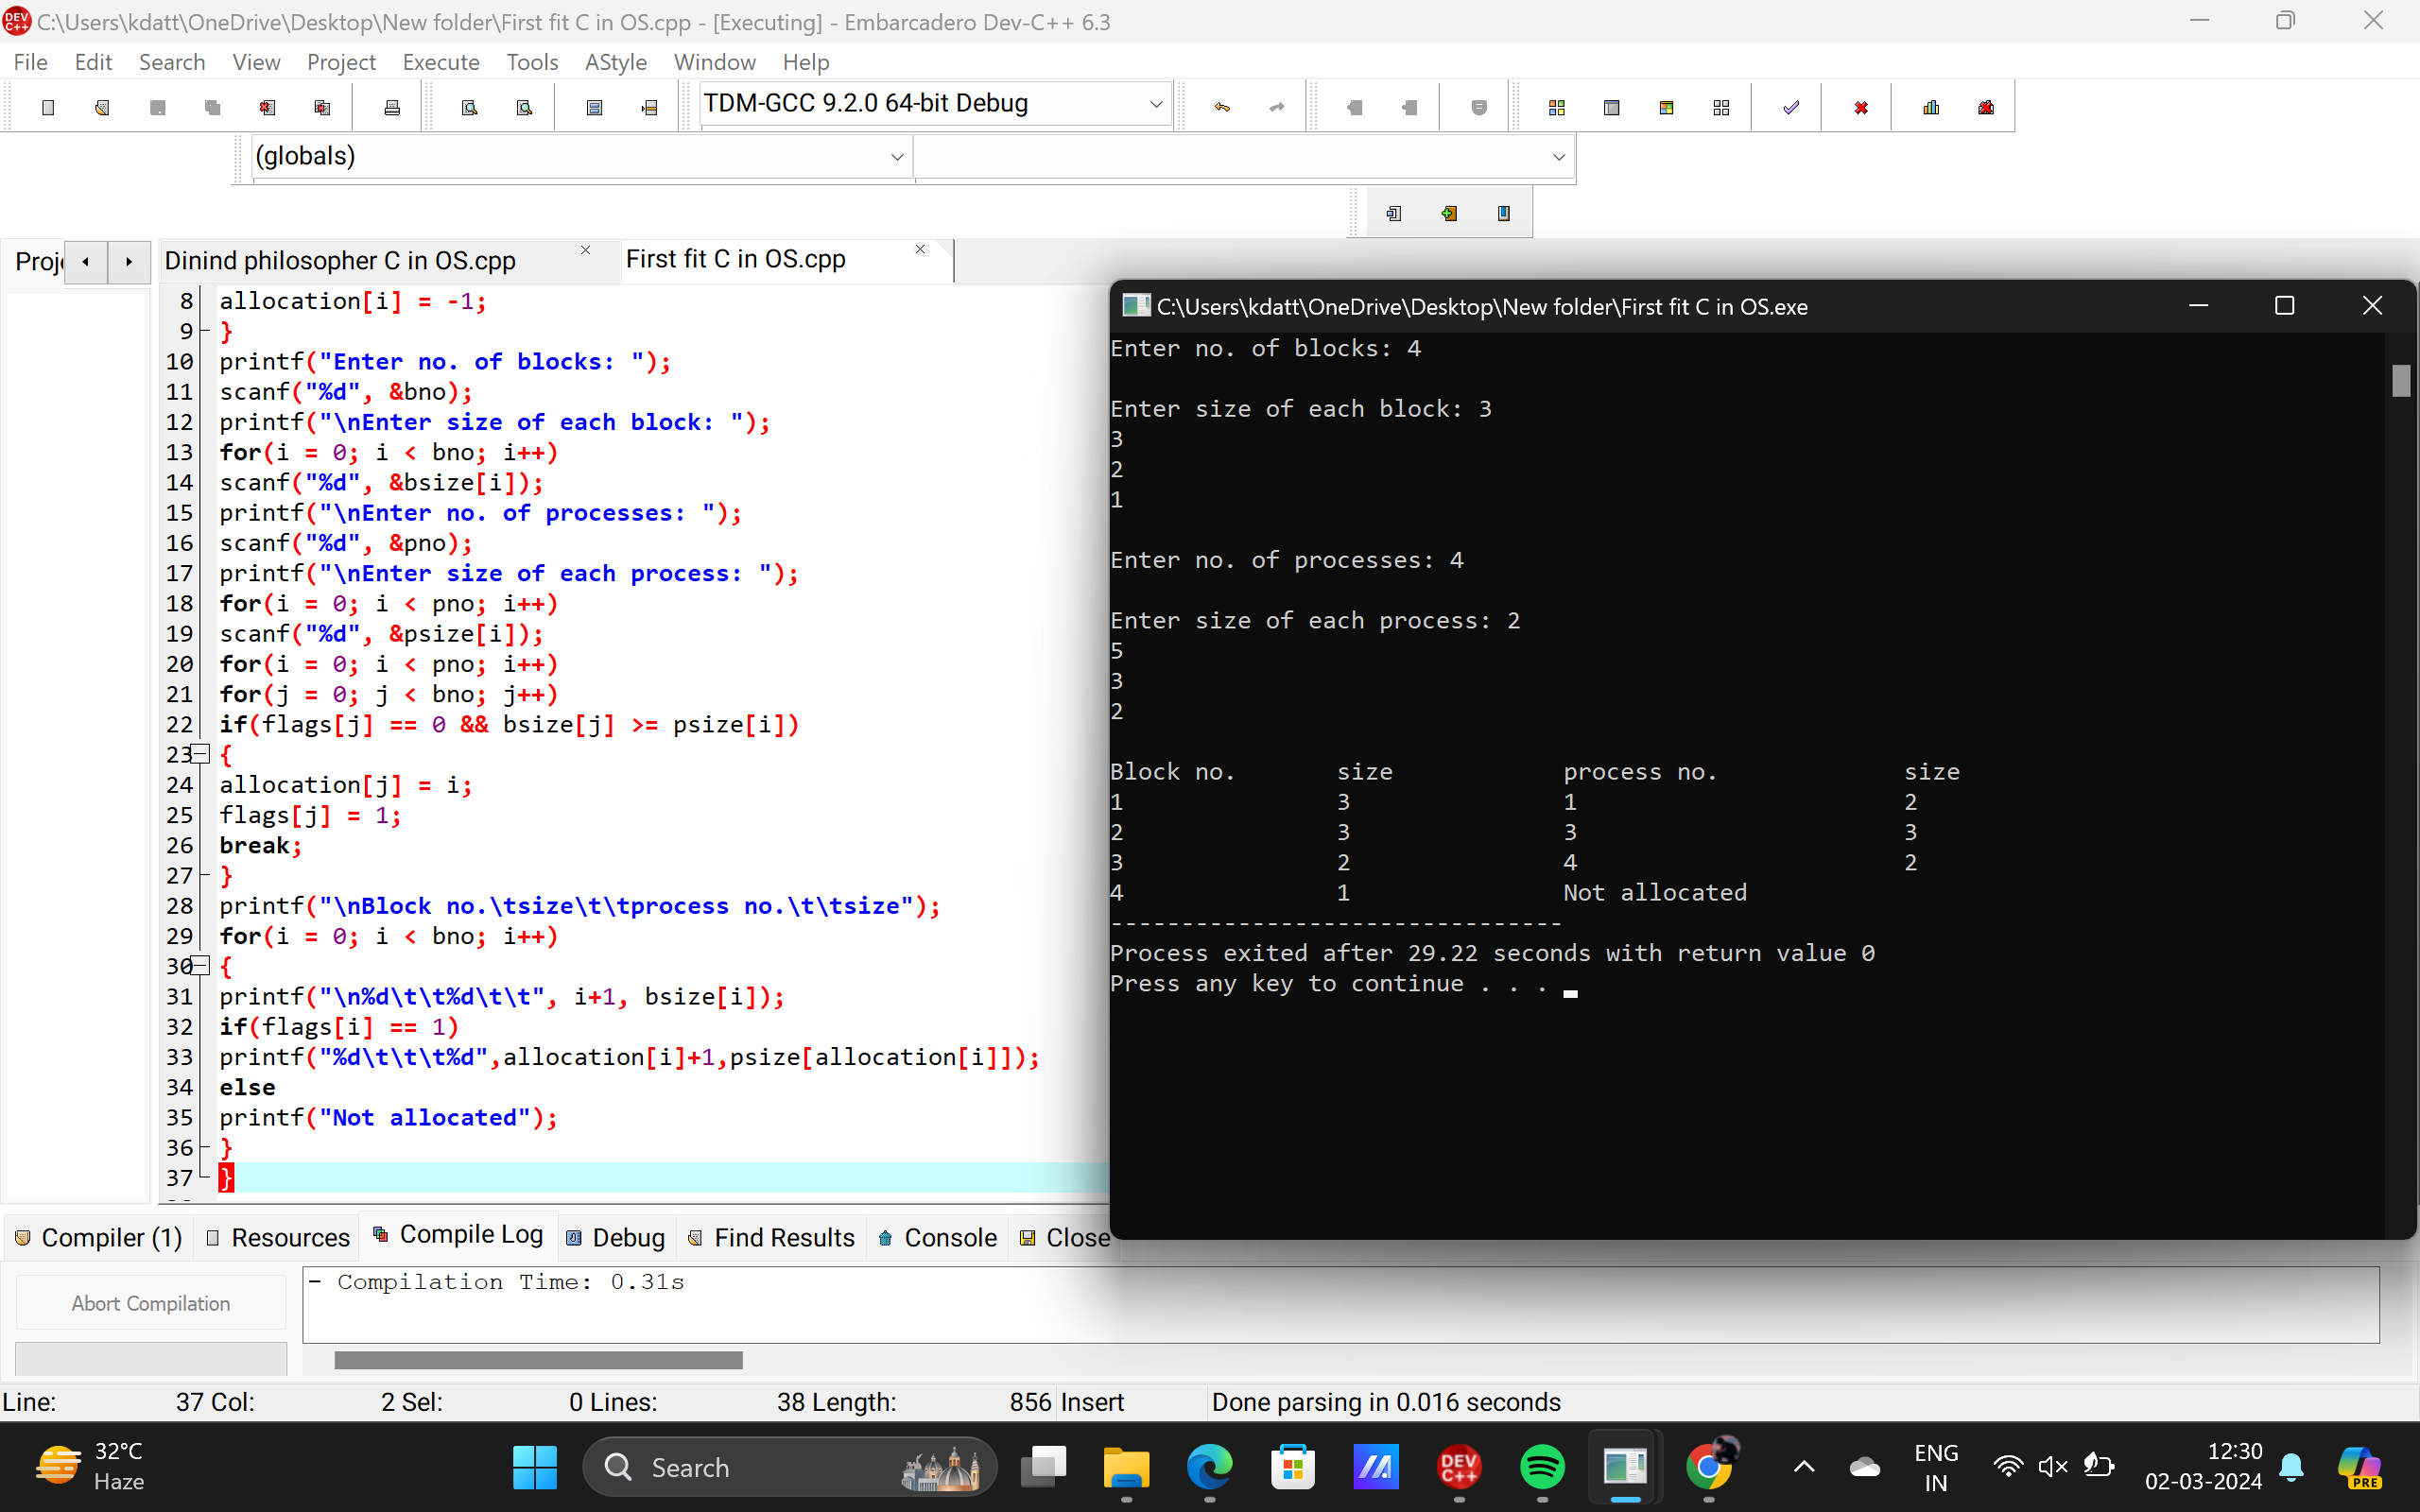 C:\Users\kdatt\OneDrive\Desktop\New folder\First fit C in OS.cpp - [Executing] - Embarcadero Dev-C++ 6.3
File Edit Search View Project Execute Tools AStyle Window Help
TDM-GCC 9.2.0 64-bit Debug
(globals)
Proj
Dinind philosopher C in OS.cpp
First fit C in OS.cpp
8 allocation[i] = -1;
9 }
10 printf("Enter no. of blocks: ");
11 scanf("%d", &bno);
12 printf("\nEnter size of each block: ");
13 for(i = 0; i < bno; i++)
14 scanf("%d", &bsize[i]);
15 printf("\nEnter no. of processes: ");
16 scanf("%d", &pno);
17 printf("\nEnter size of each process: ");
18 for(i = 0; i < pno; i++)
19 scanf("%d", &psize[i]);
20 for(i = 0; i < pno; i++)
21 for(j = 0; j < bno; j++)
22 if(flags[j] == 0 && bsize[j] >= psize[i])
23 {
24 allocation[j] = i;
25 flags[j] = 1;
26 break;
27 }
28 printf("\nBlock no.\tsize\t\tprocess no.\t\tsize");
29 for(i = 0; i < bno; i++)
30 {
31 printf("\n%d\t\t%d\t\t", i+1, bsize[i]);
32 if(flags[i] == 1)
33 printf("%d\t\t\t%d",allocation[i]+1,psize[allocation[i]]);
34 else
35 printf("Not allocated");
36 }
37 }
C:\Users\kdatt\OneDrive\Desktop\New folder\First fit C in OS.exe
Enter no. of blocks: 4
Enter size of each block: 3
3
2
1
Enter no. of processes: 4
Enter size of each process: 2
5
3
2
Block no. size process no. size
1 3 1 2
2 3 3 3
3 2 4 2
4 1 Not allocated
--------------------------------
Process exited after 29.22 seconds with return value 0
Press any key to continue . . .
Compiler (1) Resources Compile Log Debug Find Results Console Close
Abort Compilation
- Compilation Time: 0.31s
Line: 37 Col: 2 Sel: 0 Lines: 38 Length: 856 Insert Done parsing in 0.016 seconds
32°C
Haze
Search
DEV
C++
ENG
IN
12:30
02-03-2024
PRE